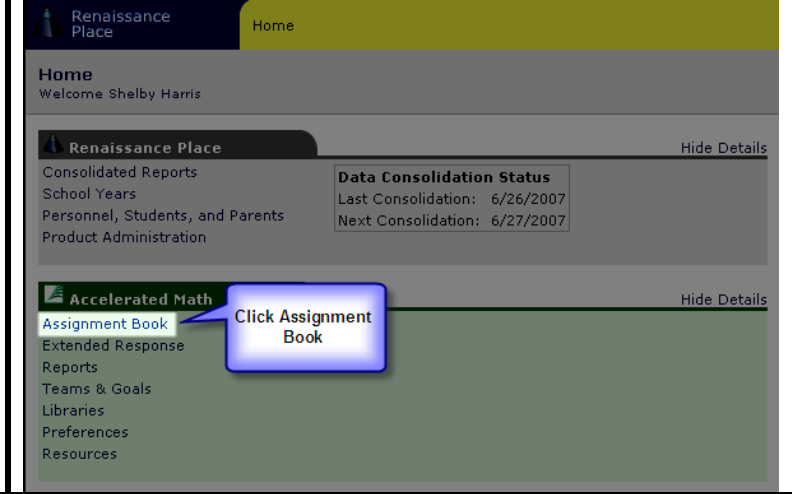 Renaissance
Place
Home
Home
Welcome Shelby Harris
Renaissance Place
Hide Details
Consolidated Reports
School Years
Personnel, Students, and Parents
Product Administration
Data Consolidation Status
Last Consolidation: 6/26/2007
Next Consolidation: 6/27/2007
Accelerated Math
Hide Details
Assignment Book
Extended Response
Reports
Teams & Goals
Libraries
Preferences
Resources
Click Assignment
Book